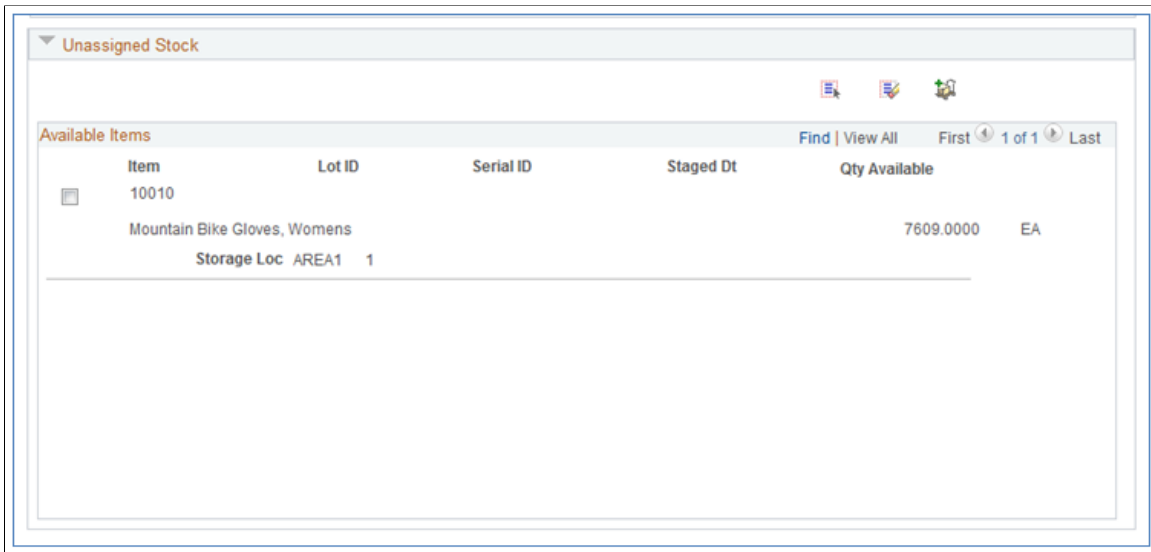 Unassigned Stock
Available Items Find | View All First 1 of 1 Last
Item Lot ID Serial ID Staged Dt Qty Available
10010
Mountain Bike Gloves, Womens 7609.0000 EA
Storage Loc AREA1 1